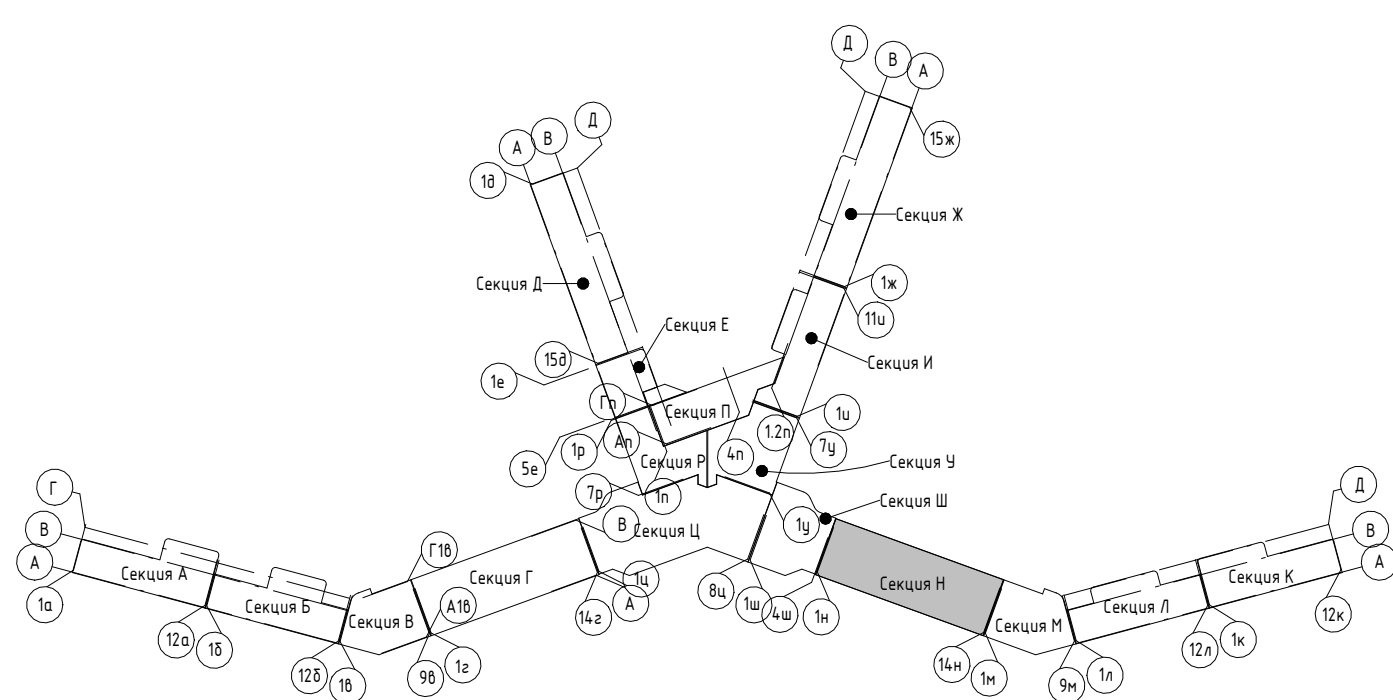 Д
В
А
15ж
Д
В
А
1д
Секция Ж
Секция Д
1ж
11и
Секция Е
15д
Секция И
1е
Гп
Секция П
1и
1.2п
7у
Ап
1р
4п
5е
Секция Р
Секция У
7р
1п
Г
Д
Секция Ш
В
В
Секция Ц
1у
В
А
А
Г1в
Секция А
Секция Г
1ц
Секция Н
Секция К
1а
Секция Б
А1в
А
8ц
1ш
4ш
1н
Секция Л
12к
Секция В
14г
Секция М
12а
1б
12л
1к
12б
1в
9в
1г
14н
1м
9м
1л